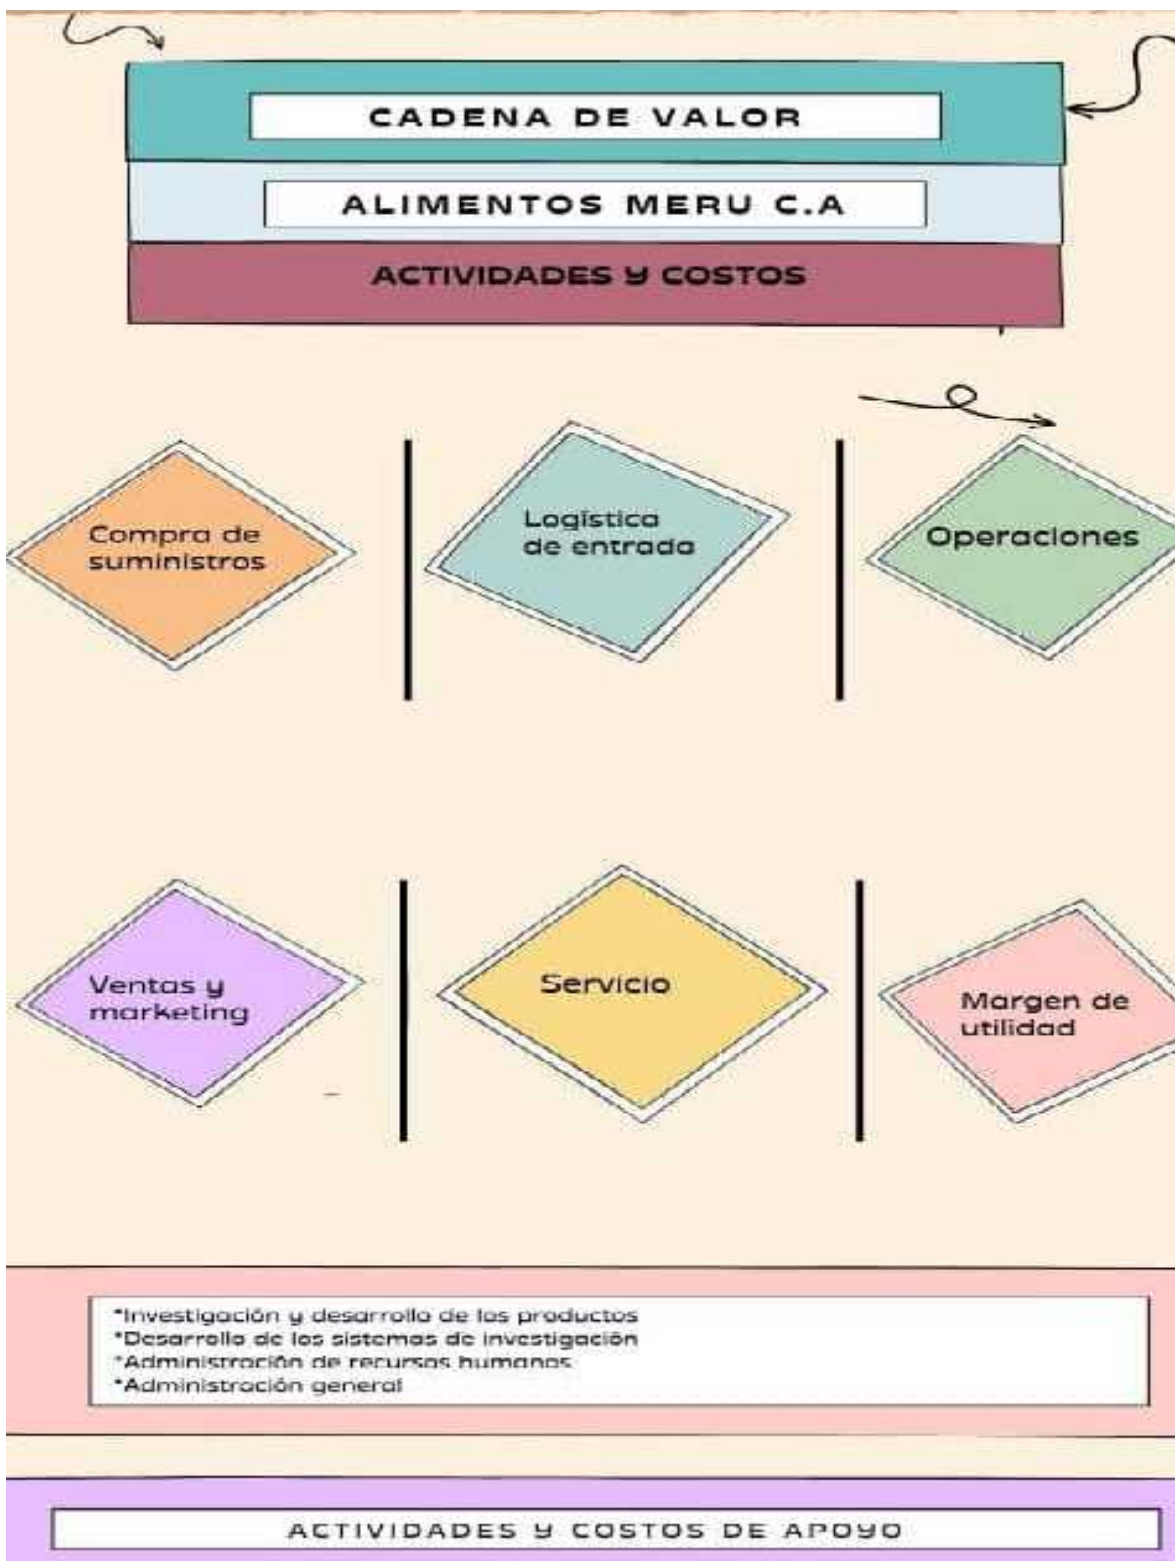 CADENA DE VALOR
ALIMENTOS MERU C.A
ACTIVIDADES Y COSTOS
Compra de
suministros
Logística
de entrada
Operaciones
Ventas y
marketing
Servicio
Margen de
utilidad
*Investigación y desarrollo de los productos
*Desarrollo de los sistemas de investigación
*Administración de recursos humanos
*Administración general
ACTIVIDADES Y COSTOS DE APOYO